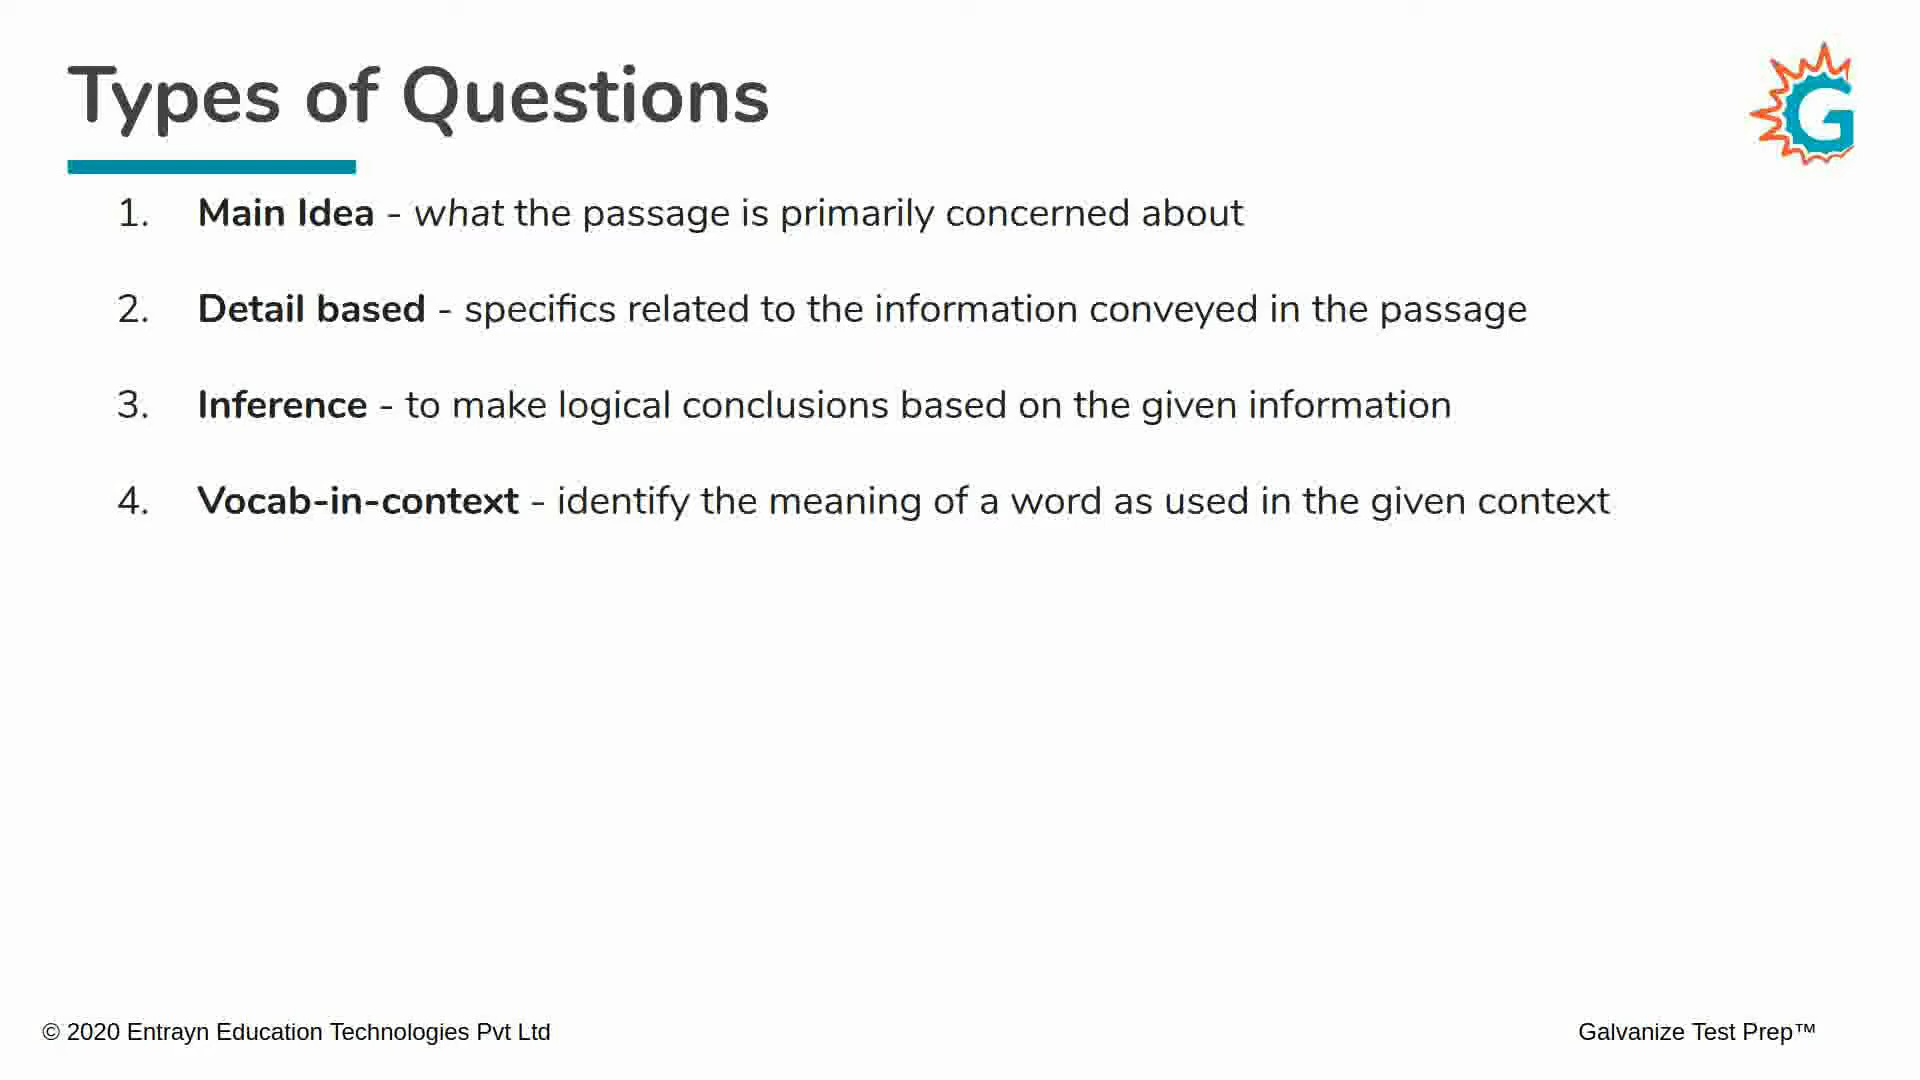 Types of Questions
G
1. Main Idea - what the passage is primarily concerned about
2. Detail based - specifics related to the information conveyed in the passage
3. Inference - to make logical conclusions based on the given information
4. Vocab-in-context - identify the meaning of a word as used in the given context
© 2020 Entrayn Education Technologies Pvt Ltd
Galvanize Test Prep™